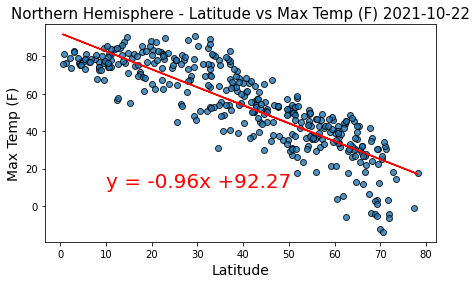 Northern Hemisphere - Latitude vs Max Temp (F) 2021-10-22
Max Temp (F)
80
60
40
20
0
y = -0.96x +92.27
0 10 20 30 40 50 60 70 80
Latitude